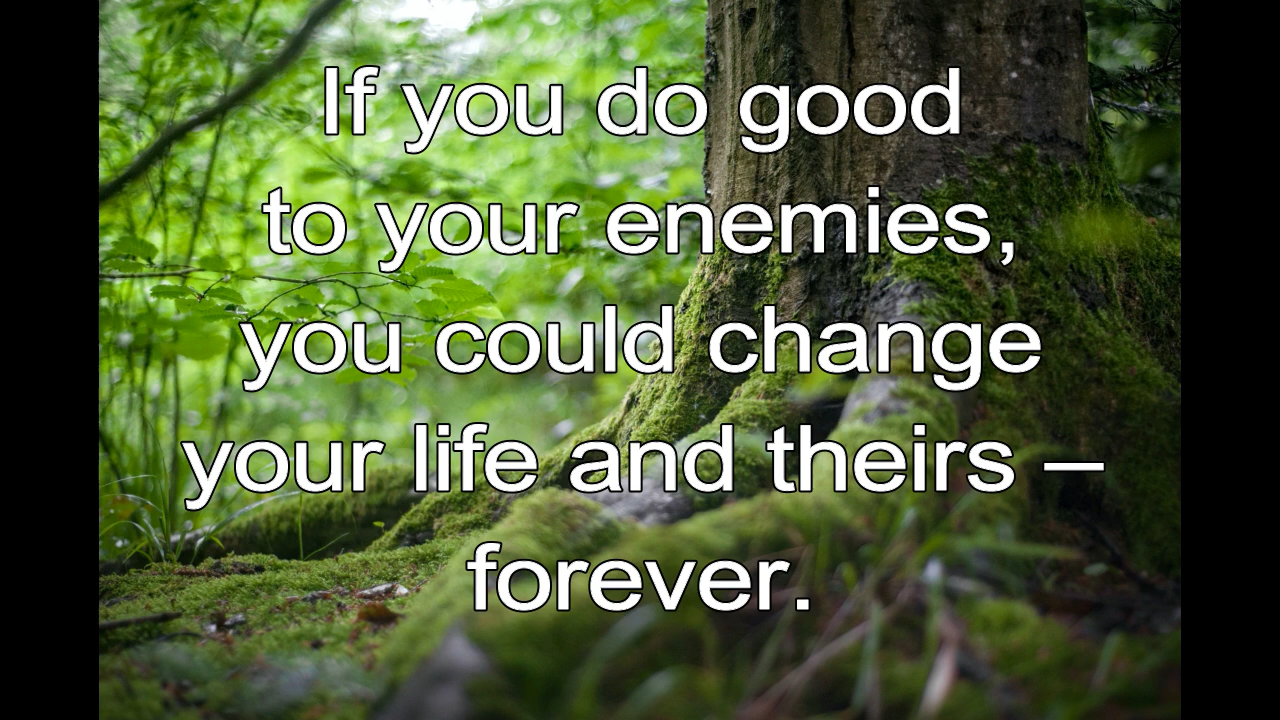 If you do good
to your enemies,
you could change
your life and theirs –
forever.